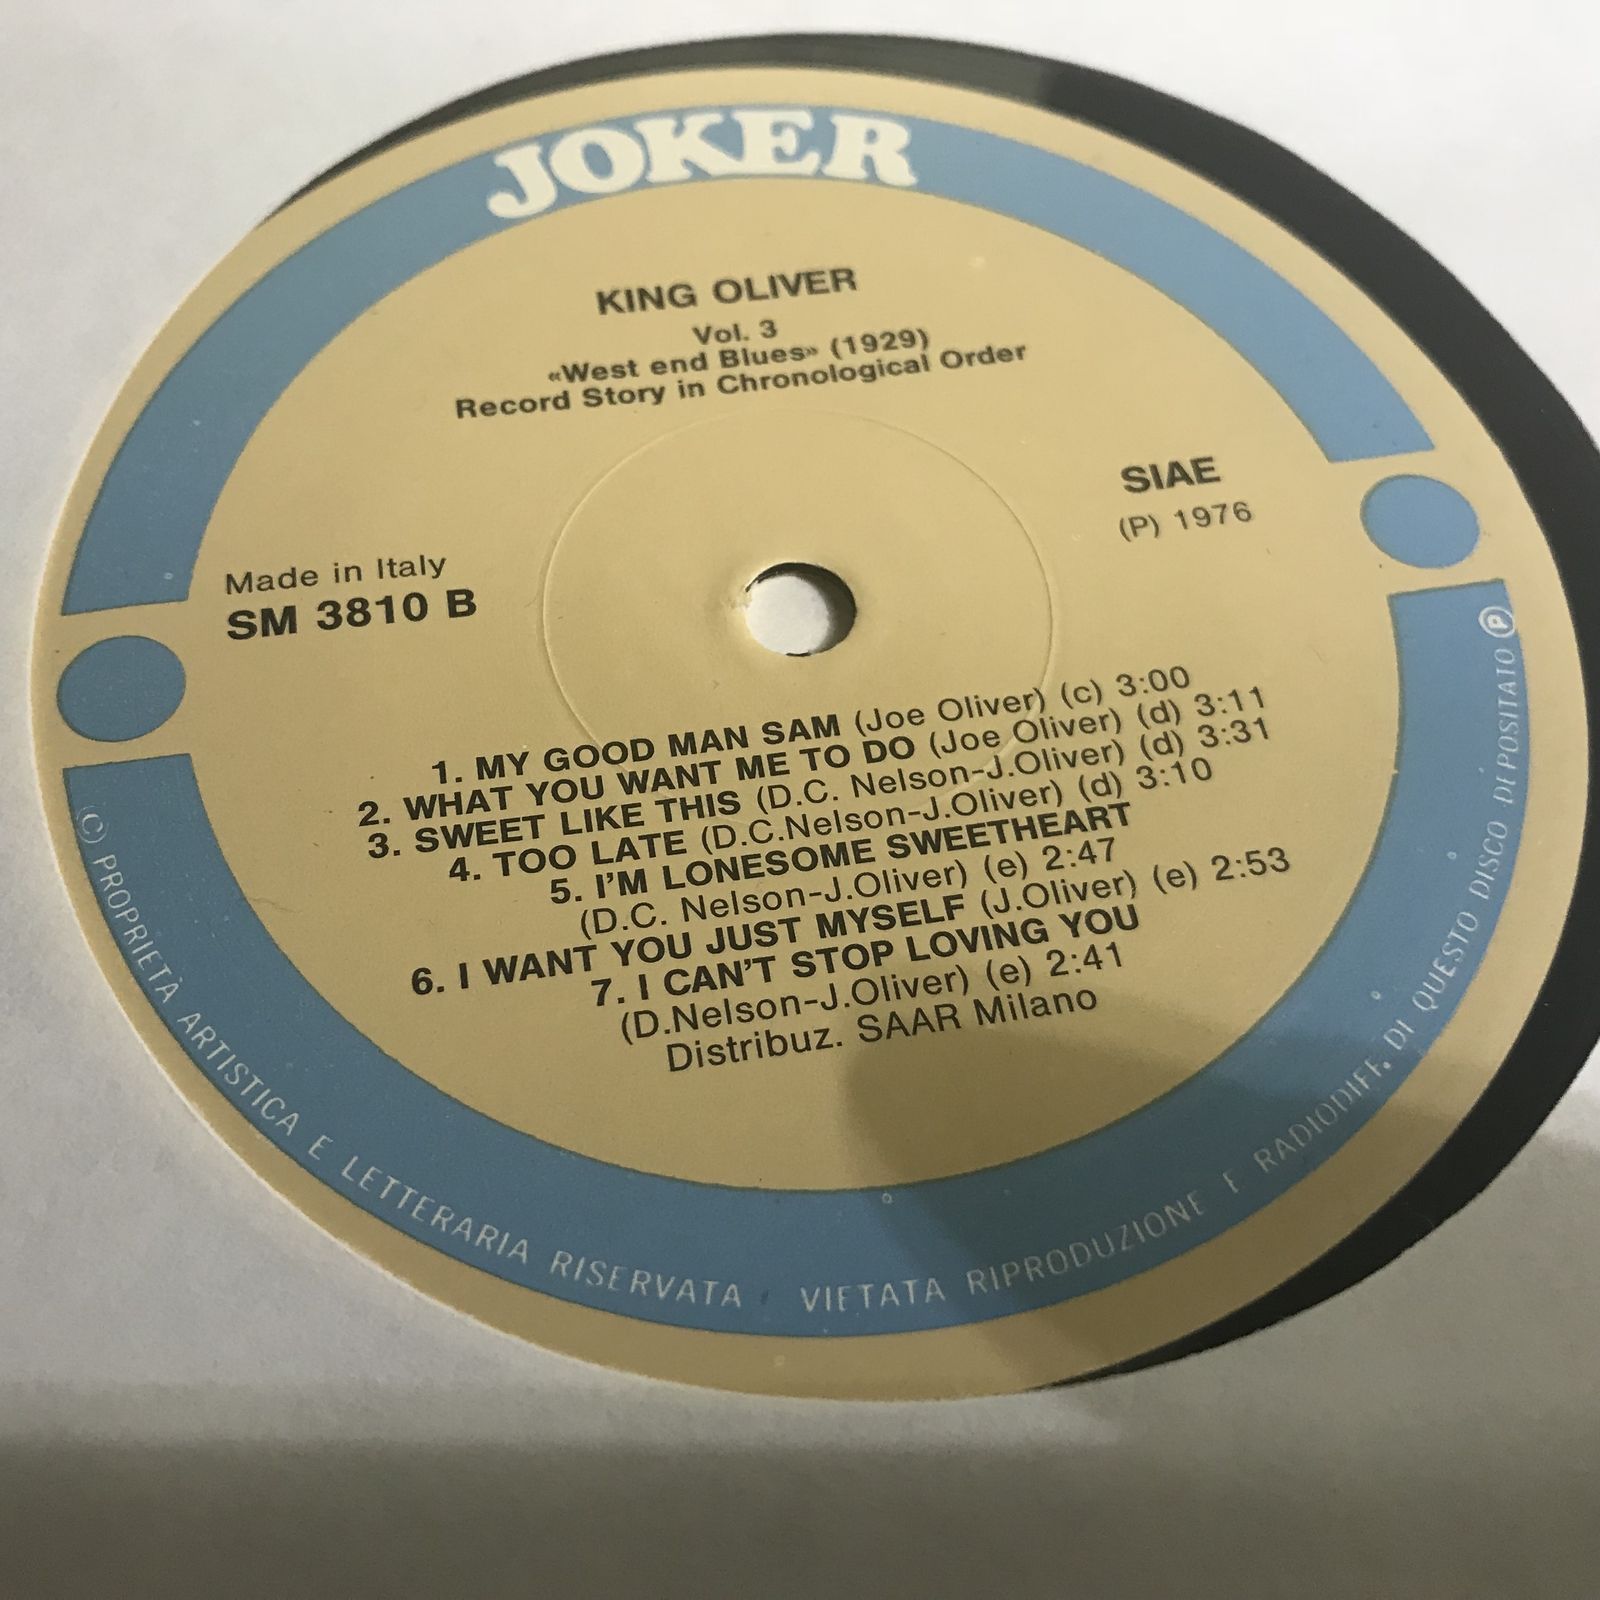 JOKER
KING OLIVER
Vol. 3
«West end Blues» (1929)
Record Story in Chronological Order
SIAE
(P) 1976
Made in Italy
SM 3810 B
1. MY GOOD MAN SAM (Joe Oliver) (c) 3:00
2. WHAT YOU WANT ME TO DO (Joe Oliver) (d) 3:11
3. SWEET LIKE THIS (D.C. Nelson-J.Oliver) (d) 3:31
4. TOO LATE (D.C.Nelson-J.Oliver) (d) 3:10
5. I'M LONESOME SWEETHEART
(D.C. Nelson-J.Oliver) (e) 2:47
6. I WANT YOU JUST MYSELF (J.Oliver) (e) 2:53
7. I CAN'T STOP LOVING YOU
(D.Nelson-J.Oliver) (e) 2:41
Distribuz. SAAR Milano
© PROPRIETÀ ARTISTICA E LETTERARIA RISERVATA VIETATA RIPRODUZIONE E RADIODIFF. DI QUESTO DISCO DEPOSITATO ℗